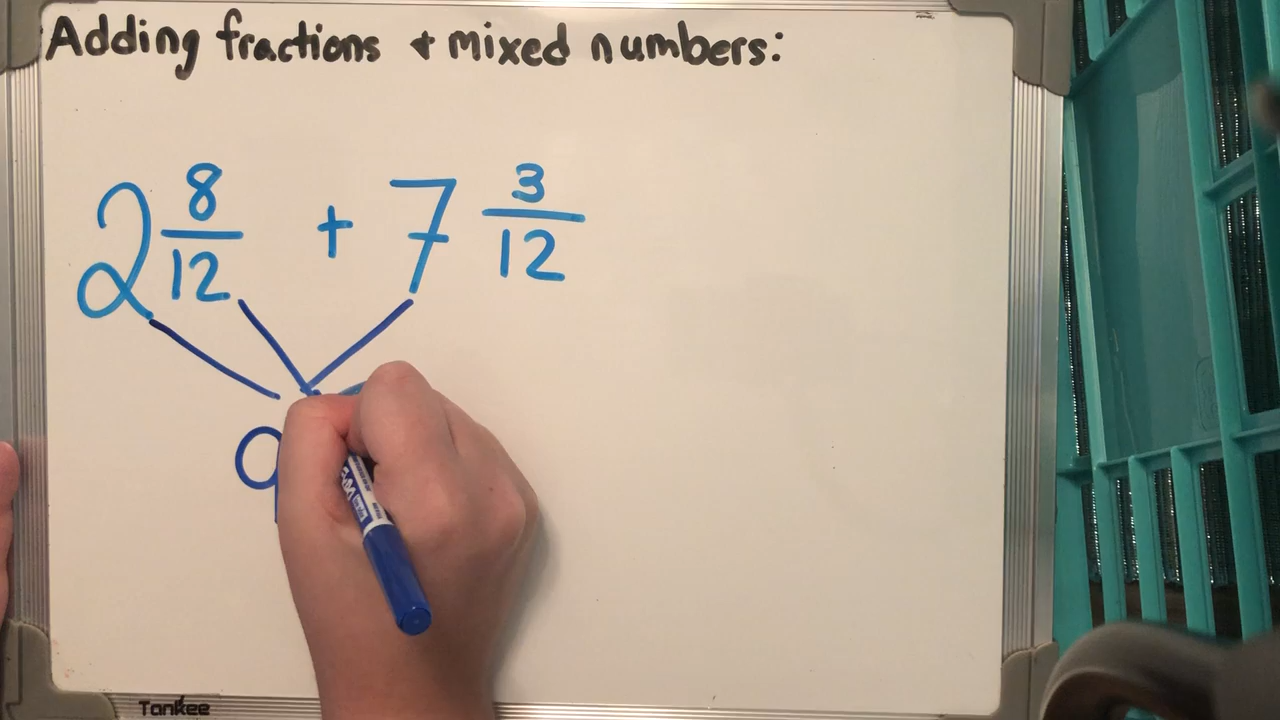 Adding fractions + mixed numbers:
2 8/12 + 7 3/12
9
Tankee